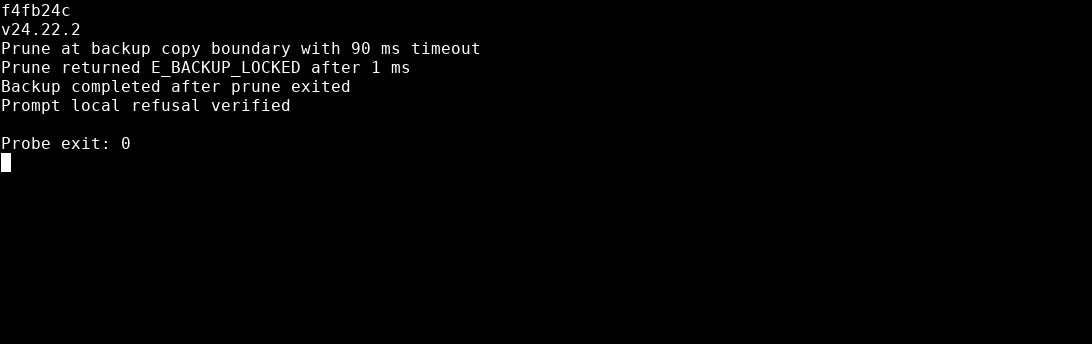 f4fb24c
v24.22.2
Prune at backup copy boundary with 90 ms timeout
Prune returned E_BACKUP_LOCKED after 1 ms
Backup completed after prune exited
Prompt local refusal verified
Probe exit: 0